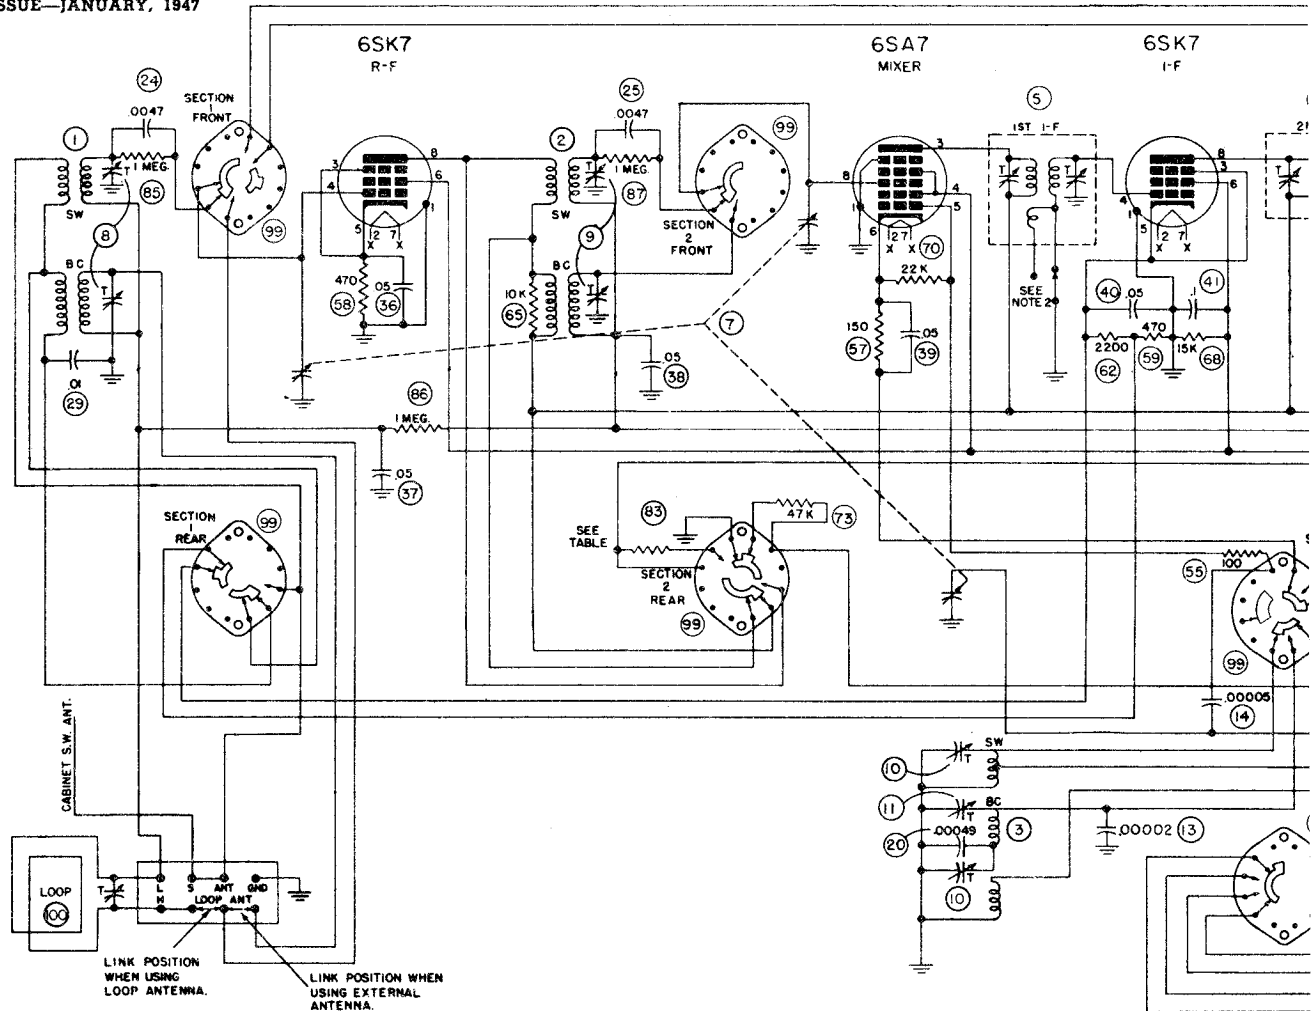 ISSUE—JANUARY, 1947
6SK7
R-F
6SA7
MIXER
6SK7
I-F
24
.0047
SECTION
1
FRONT
25
.0047
99
5
1ST I-F
2
1
T
1 MEG.
85
99
3
4
8
6
1
5
2
7
X
X
2
T
1 MEG.
87
SECTION
2
FRONT
8
1
3
4
5
6
2
7
X
X
70
T
T
8
3
6
4
1
5
2
7
X
X
SW
8
BC
T
SW
9
BC
T
470
58
.05
36
10K
65
7
22K
150
57
.05
39
SEE
NOTE 2
40
.05
.1
41
2200
62
470
59
15K
68
.01
29
.05
38
86
1 MEG.
.05
37
SECTION
1
REAR
99
83
SEE
TABLE
SECTION
2
REAR
99
47K
73
55
100
99
.00005
14
CABINET S.W. ANT.
10
T
SW
11
T
BC
20
.00049
3
T
10
.00002
13
LOOP
100
T
L
S
ANT
GND
H
LOOP
ANT
LINK POSITION
WHEN USING
LOOP ANTENNA.
LINK POSITION WHEN
USING EXTERNAL
ANTENNA.